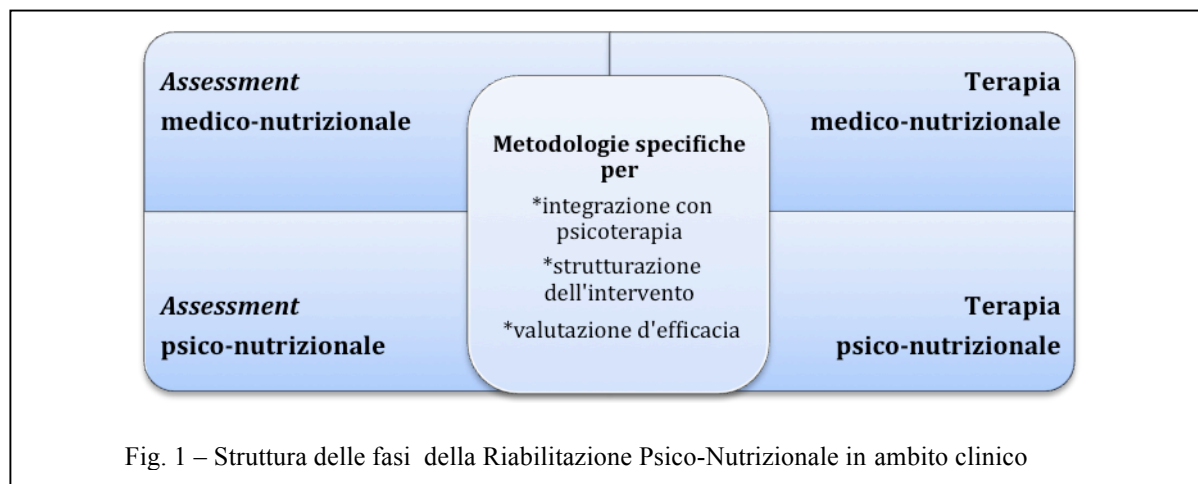 Assessment
medico-nutrizionale
Terapia
medico-nutrizionale
Metodologie specifiche
per
*integrazione con
psicoterapia
*strutturazione
dell'intervento
*valutazione d'efficacia
Assessment
psico-nutrizionale
Terapia
psico-nutrizionale
Fig. 1 – Struttura delle fasi  della Riabilitazione Psico-Nutrizionale in ambito clinico